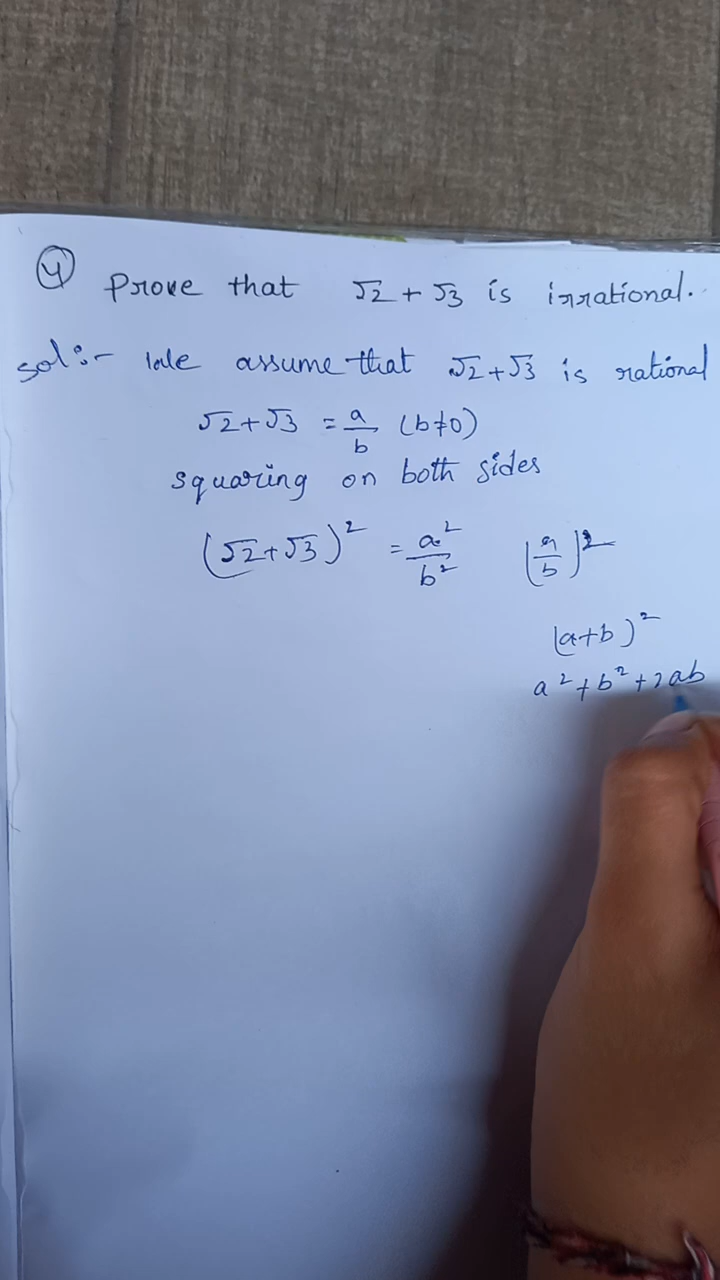 ④ Prove that √2 + √3 is irrational.
Sol:- We assume that √2+√3 is rational
√2+√3 = a/b (b≠0)
squaring on both sides
(√2+√3)² = a²/b² (a/b)²
(a+b)²
a²+b²+2ab